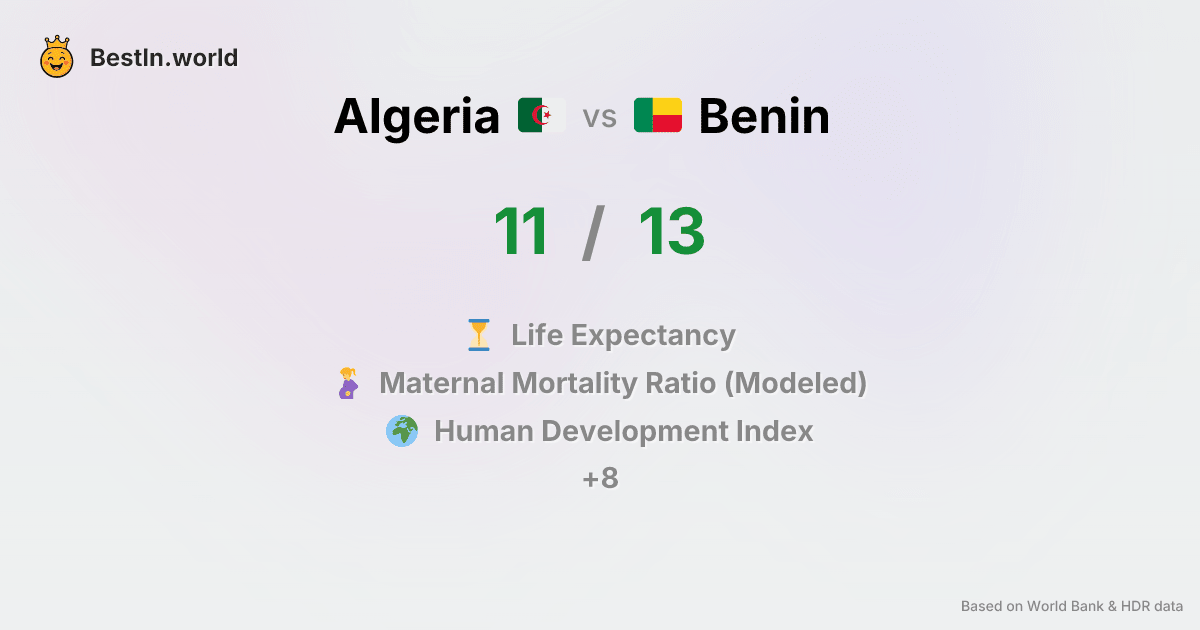 BestIn.world
Algeria vs Benin
11 / 13
Life Expectancy
Maternal Mortality Ratio (Modeled)
Human Development Index
+8
Based on World Bank & HDR data